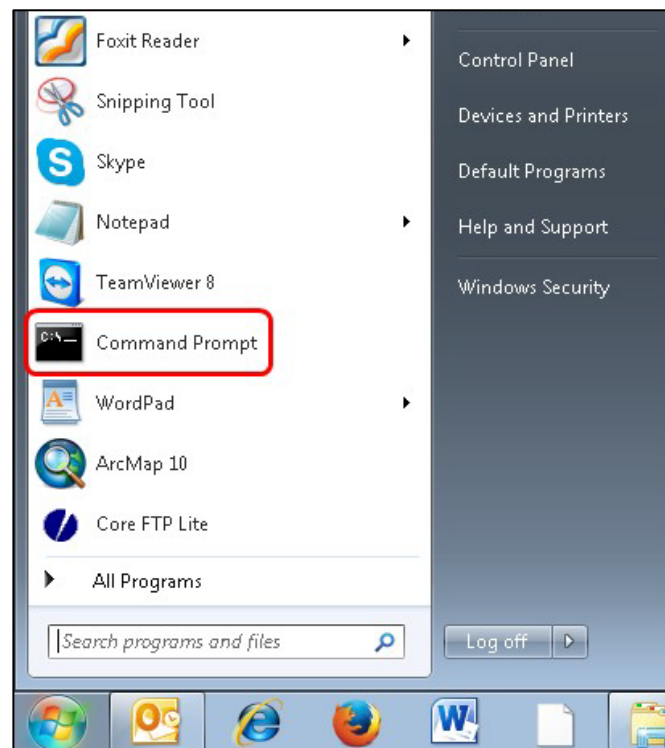 Foxit Reader
Snipping Tool
Skype
Notepad
TeamViewer 8
C:\
Command Prompt
WordPad
ArcMap 10
Core FTP Lite
All Programs
Search programs and files
Control Panel
Devices and Printers
Default Programs
Help and Support
Windows Security
Log off